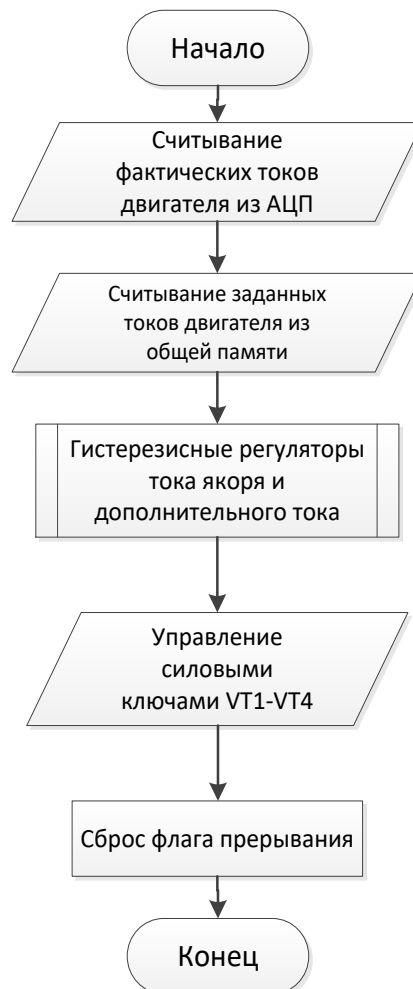 Начало
Считывание
фактических токов
двигателя из АЦП
Считывание заданных
токов двигателя из
общей памяти
Гистерезисные регуляторы
тока якоря и
дополнительного тока
Управление
силовыми
ключами VT1-VT4
Сброс флага прерывания
Конец